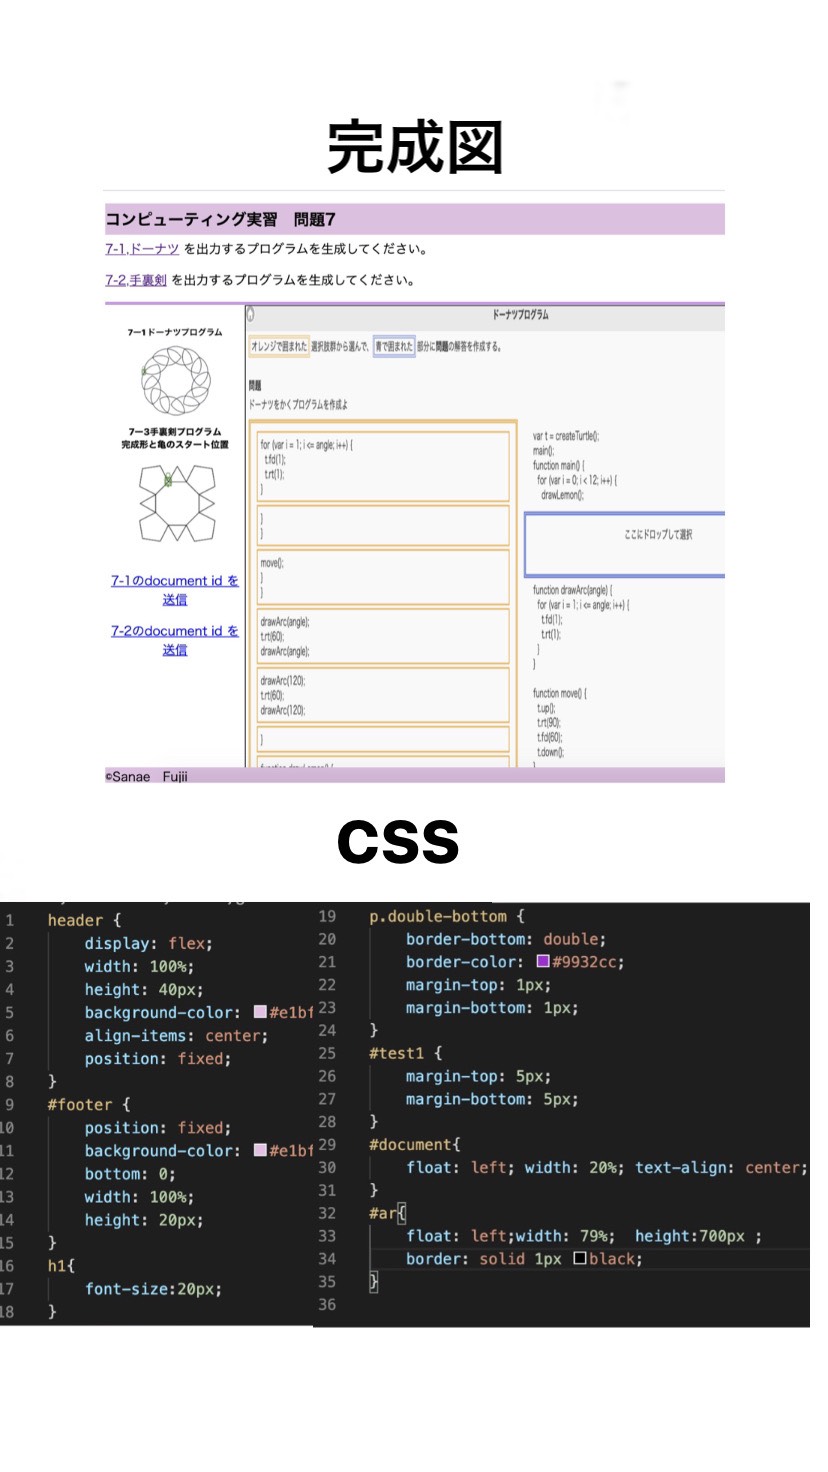 完成図
コンピューティング実習　問題7
7-1,ドーナツ を出力するプログラムを生成してください。
7-2,手裏剣 を出力するプログラムを生成してください。
7ー1ドーナツプログラム
7ー3手裏剣プログラム
完成形と亀のスタート位置
7-1のdocument id を
送信
7-2のdocument id を
送信
ドーナツプログラム
オレンジで囲まれた 選択肢群から選んで、 青で囲まれた 部分に問題の解答を作成する。
問題
ドーナツをかくプログラムを作成よ
for (var i = 1; i <= angle; i++) {
t.fd(1);
t.rt(1);
}
}
}
move();
}
}
drawArc(angle);
t.rt(60);
drawArc(angle);
drawArc(120);
t.rt(60);
drawArc(120);
}
var t = createTurtle();
main();
function main() {
for (var i = 0; i < 12; i++) {
drawLemon();
ここにドロップして選択
function drawArc(angle) {
for (var i = 1; i <= angle; i++) {
t.fd(1);
t.rt(1);
}
}
function move() {
t.up();
t.rt(90);
t.fd(60);
t.down();
}
©Sanae　Fujii
CSS
1 header {
2 display: flex;
3 width: 100%;
4 height: 40px;
5 background-color: #e1bf
6 align-items: center;
7 position: fixed;
8 }
9 #footer {
10 position: fixed;
11 background-color: #e1bf
12 bottom: 0;
13 width: 100%;
14 height: 20px;
15 }
16 h1{
17 font-size:20px;
18 }
19 p.double-bottom {
20 border-bottom: double;
21 border-color: #9932cc;
22 margin-top: 1px;
23 margin-bottom: 1px;
24 }
25 #test1 {
26 margin-top: 5px;
27 margin-bottom: 5px;
28 }
29 #document{
30 float: left; width: 20%; text-align: center;
31 }
32 #ar{
33 float: left;width: 79%; height:700px ;
34 border: solid 1px black;
35 }
36